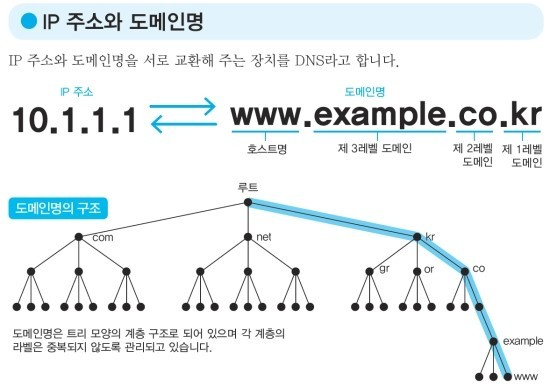 IP 주소와 도메인명
IP 주소와 도메인명을 서로 교환해 주는 장치를 DNS라고 합니다.
IP 주소
도메인명
10.1.1.1
www.example.co.kr
호스트명
제 3레벨 도메인
제 2레벨
도메인
제 1레벨
도메인
도메인명의 구조
루트
com
net
kr
gr
or
co
example
www
도메인명은 트리 모양의 계층 구조로 되어 있으며 각 계층의
라벨은 중복되지 않도록 관리되고 있습니다.